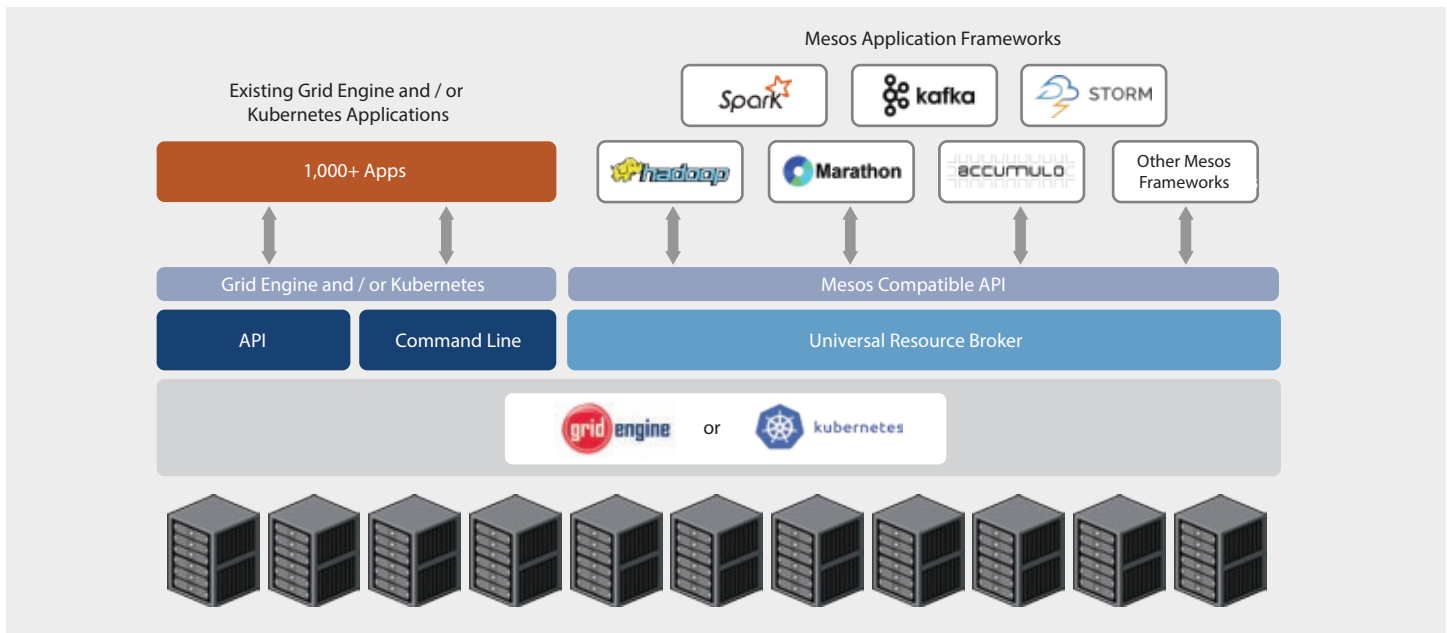 Mesos Application Frameworks
Existing Grid Engine and / or
Kubernetes Applications
Spark
kafka
STORM
1,000+ Apps
hadoop
Marathon
accumulo
Other Mesos
Frameworks
Grid Engine and / or Kubernetes
Mesos Compatible API
API
Command Line
Universal Resource Broker
grid engine
or
kubernetes